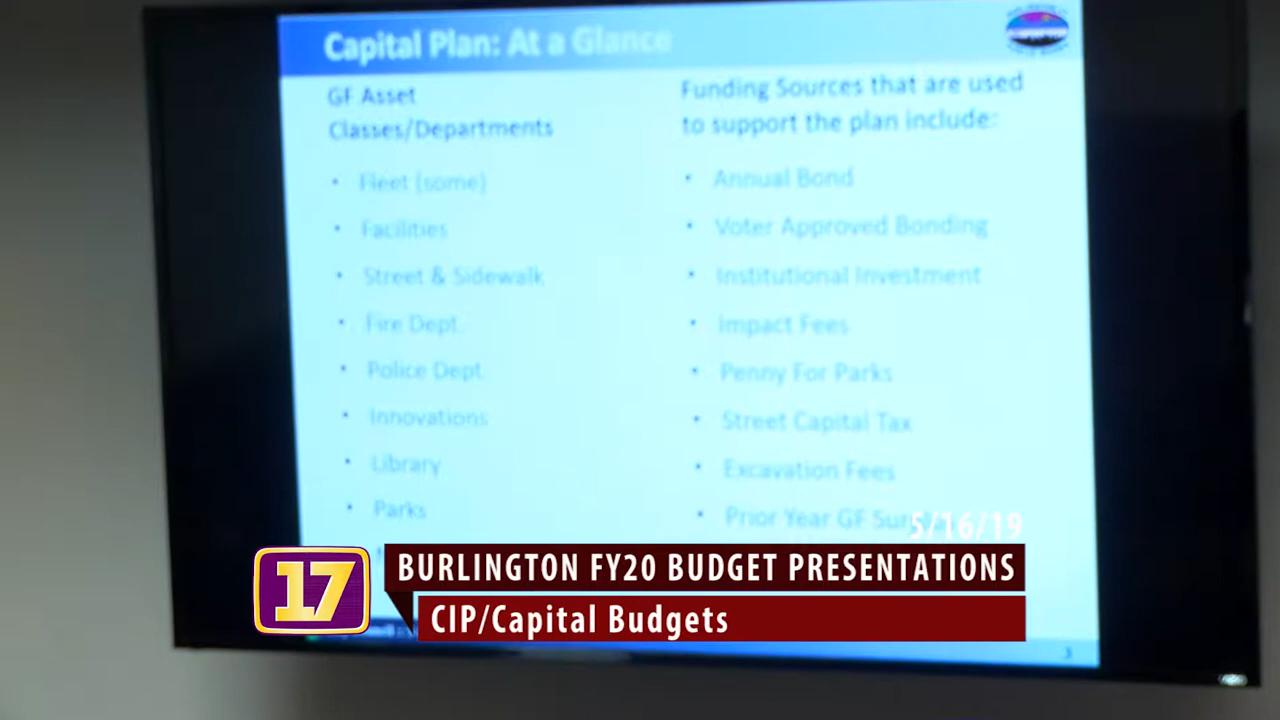 Capital Plan: At a Glance
GF Asset
Classes/Departments
• Fleet (some)
• Facilities
• Street & Sidewalk
• Fire Dept.
• Police Dept.
• Innovations
• Library
• Parks
Funding Sources that are used
to support the plan include:
• Annual Bond
• Voter Approved Bonding
• Institutional Investment
• Impact Fees
• Penny For Parks
• Street Capital Tax
• Excavation Fees
• Prior Year GF
5/16/19
17
BURLINGTON FY20 BUDGET PRESENTATIONS
CIP/Capital Budgets
3